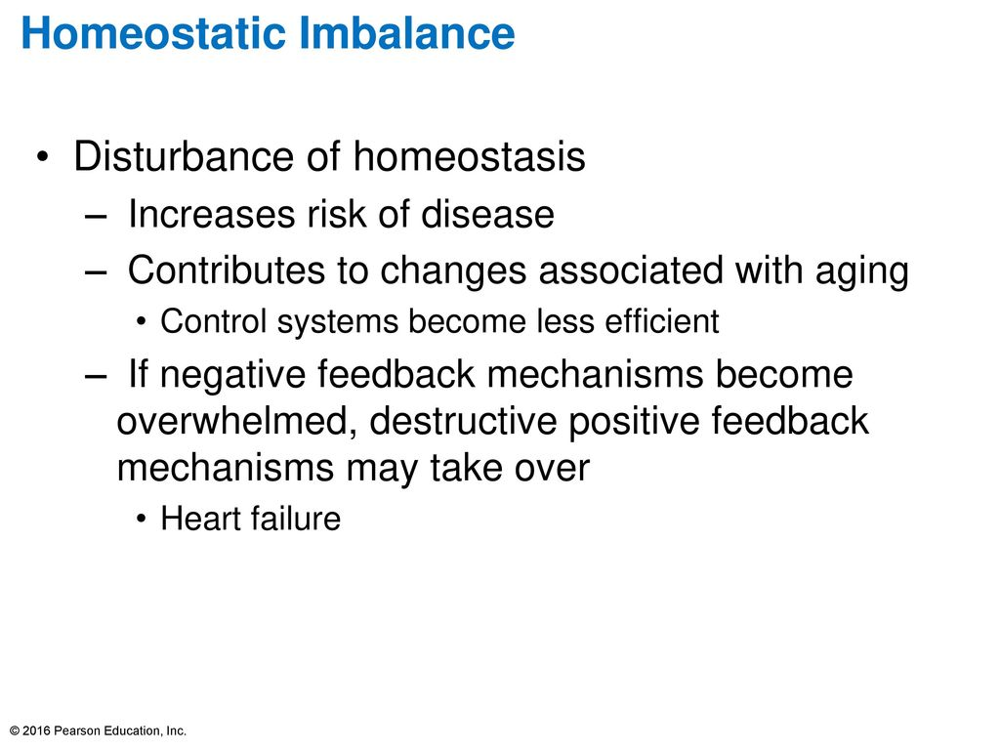 Homeostatic Imbalance
• Disturbance of homeostasis
– Increases risk of disease
– Contributes to changes associated with aging
• Control systems become less efficient
– If negative feedback mechanisms become
overwhelmed, destructive positive feedback
mechanisms may take over
• Heart failure
© 2016 Pearson Education, Inc.